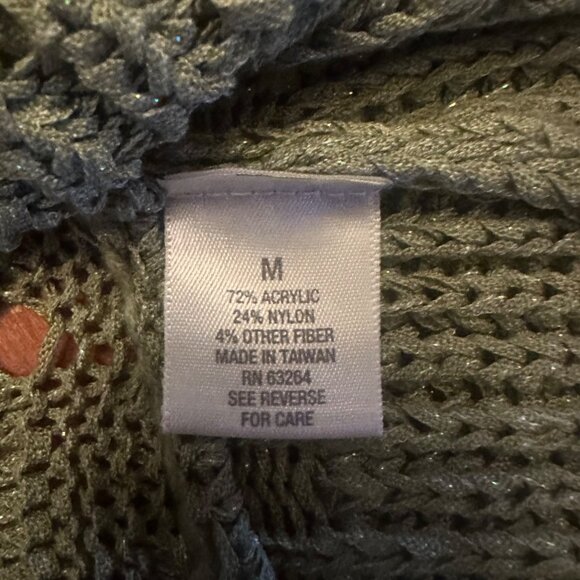 M
72% ACRYLIC
24% NYLON
4% OTHER FIBER
MADE IN TAIWAN
RN 63264
SEE REVERSE
FOR CARE